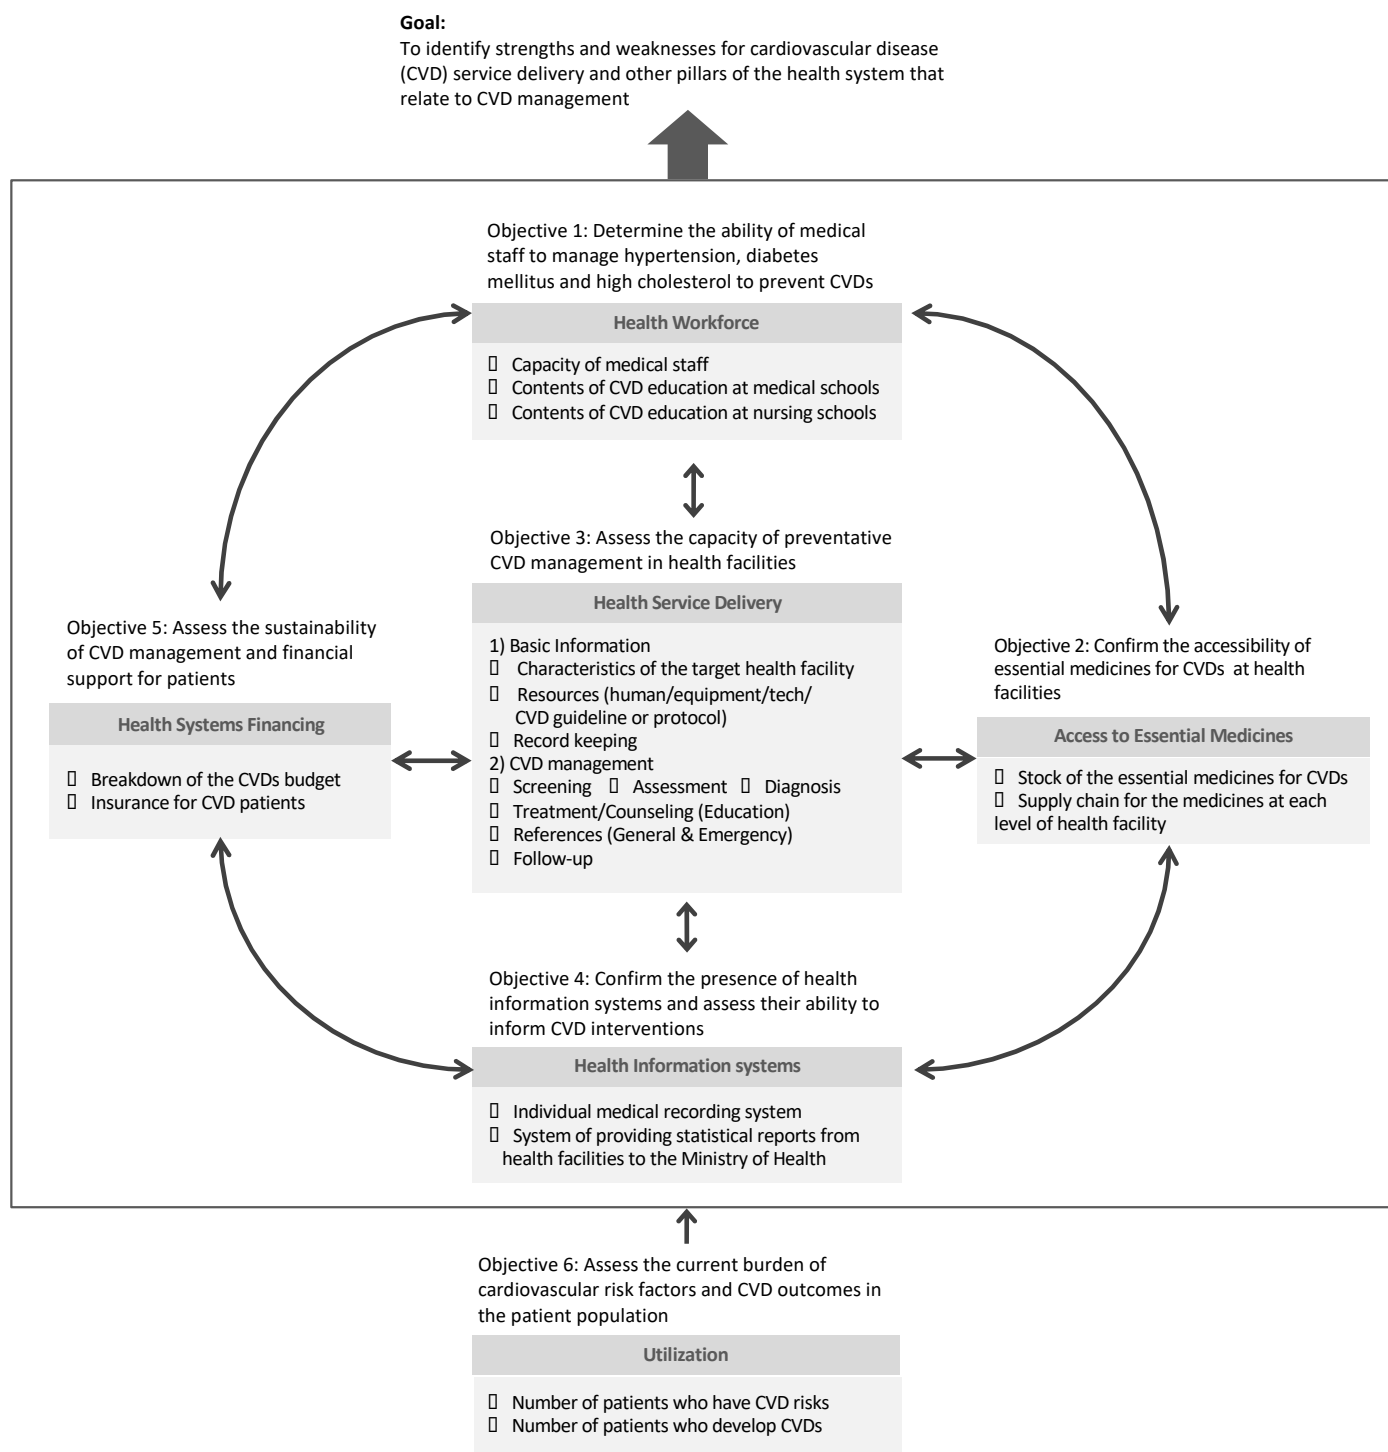 Goal:
To identify strengths and weaknesses for cardiovascular disease
(CVD) service delivery and other pillars of the health system that
relate to CVD management
Objective 1: Determine the ability of medical
staff to manage hypertension, diabetes
mellitus and high cholesterol to prevent CVDs
Health Workforce
▯ Capacity of medical staff
▯ Contents of CVD education at medical schools
▯ Contents of CVD education at nursing schools
Objective 3: Assess the capacity of preventative
CVD management in health facilities
Health Service Delivery
1) Basic Information
▯ Characteristics of the target health facility
▯ Resources (human/equipment/tech/
CVD guideline or protocol)
▯ Record keeping
2) CVD management
▯ Screening ▯ Assessment ▯ Diagnosis
▯ Treatment/Counseling (Education)
▯ References (General & Emergency)
▯ Follow-up
Objective 5: Assess the sustainability
of CVD management and financial
support for patients
Health Systems Financing
▯ Breakdown of the CVDs budget
▯ Insurance for CVD patients
Objective 2: Confirm the accessibility of
essential medicines for CVDs at health
facilities
Access to Essential Medicines
▯ Stock of the essential medicines for CVDs
▯ Supply chain for the medicines at each
level of health facility
Objective 4: Confirm the presence of health
information systems and assess their ability to
inform CVD interventions
Health Information systems
▯ Individual medical recording system
▯ System of providing statistical reports from
health facilities to the Ministry of Health
Objective 6: Assess the current burden of
cardiovascular risk factors and CVD outcomes in
the patient population
Utilization
▯ Number of patients who have CVD risks
▯ Number of patients who develop CVDs